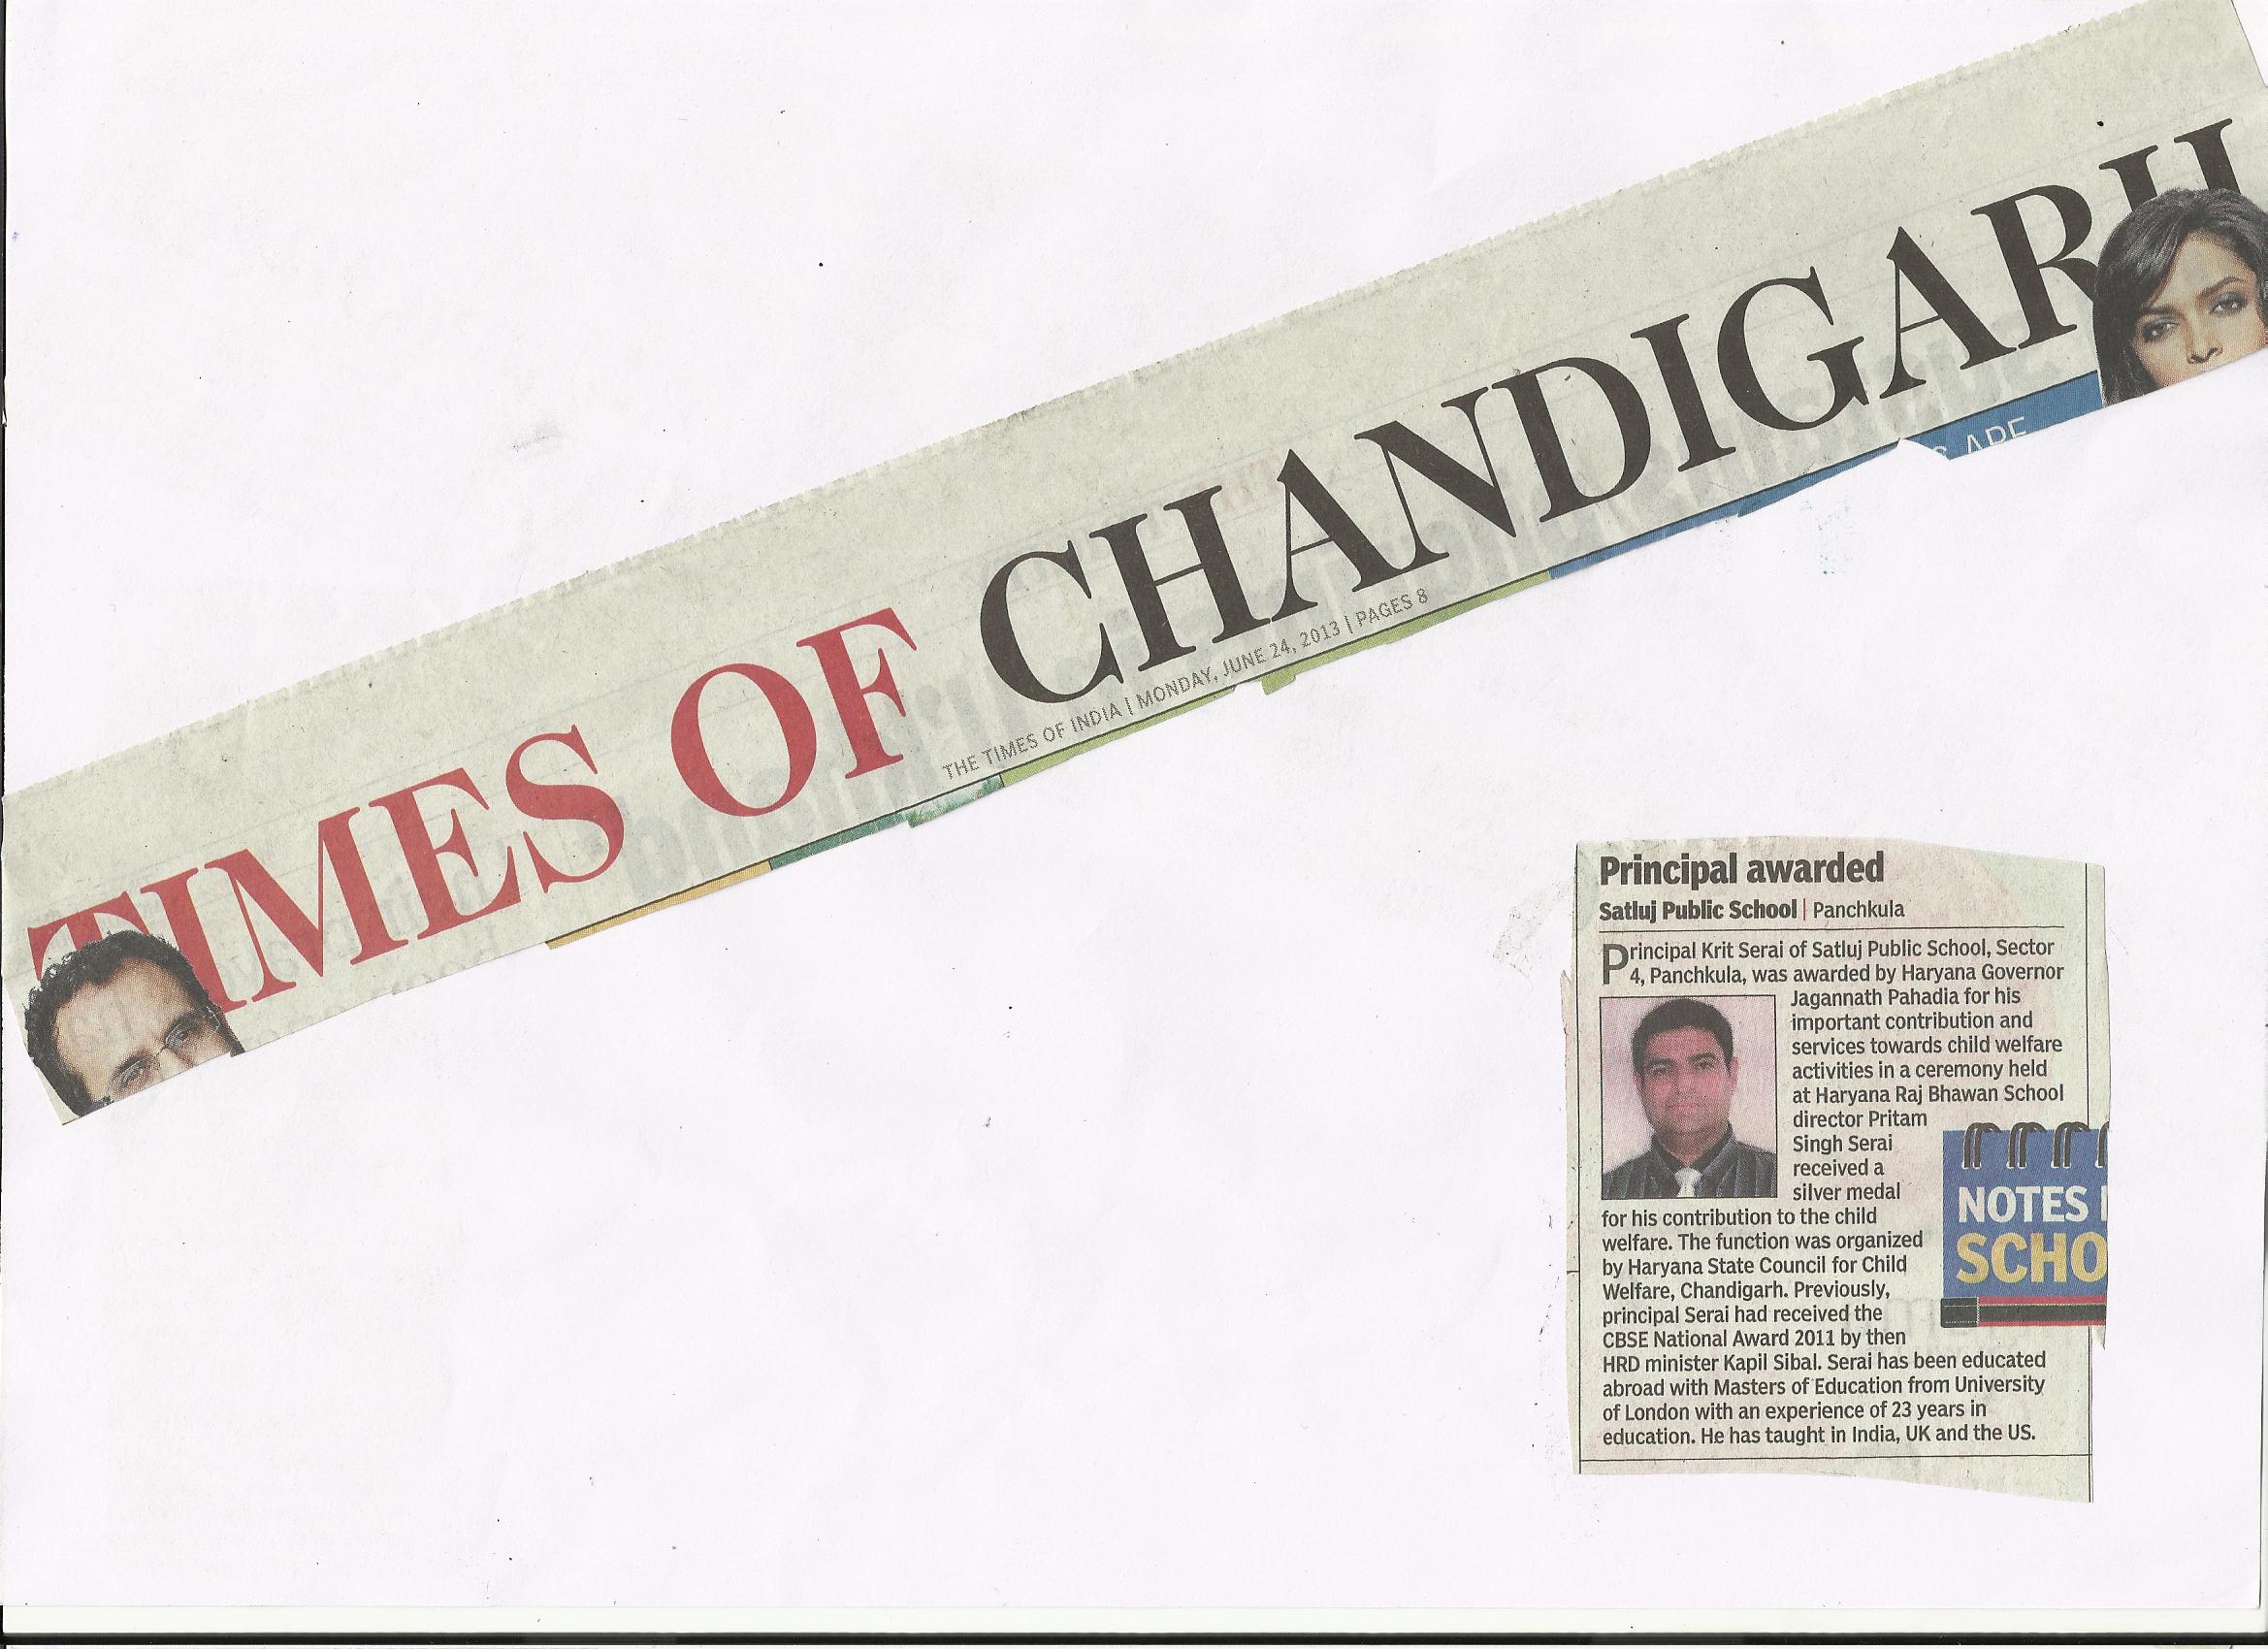 TIMES OF CHANDIGARH
THE TIMES OF INDIA | MONDAY, JUNE 24, 2013 | PAGES 8
ARE
Principal awarded
Satluj Public School | Panchkula
Principal Krit Serai of Satluj Public School, Sector
4, Panchkula, was awarded by Haryana Governor
Jagannath Pahadia for his
important contribution and
services towards child welfare
activities in a ceremony held
at Haryana Raj Bhawan School
director Pritam
Singh Serai
received a
silver medal
for his contribution to the child
welfare. The function was organized
by Haryana State Council for Child
Welfare, Chandigarh. Previously,
principal Serai had received the
CBSE National Award 2011 by then
HRD minister Kapil Sibal. Serai has been educated
abroad with Masters of Education from University
of London with an experience of 23 years in
education. He has taught in India, UK and the US.
NOTES
SCHO